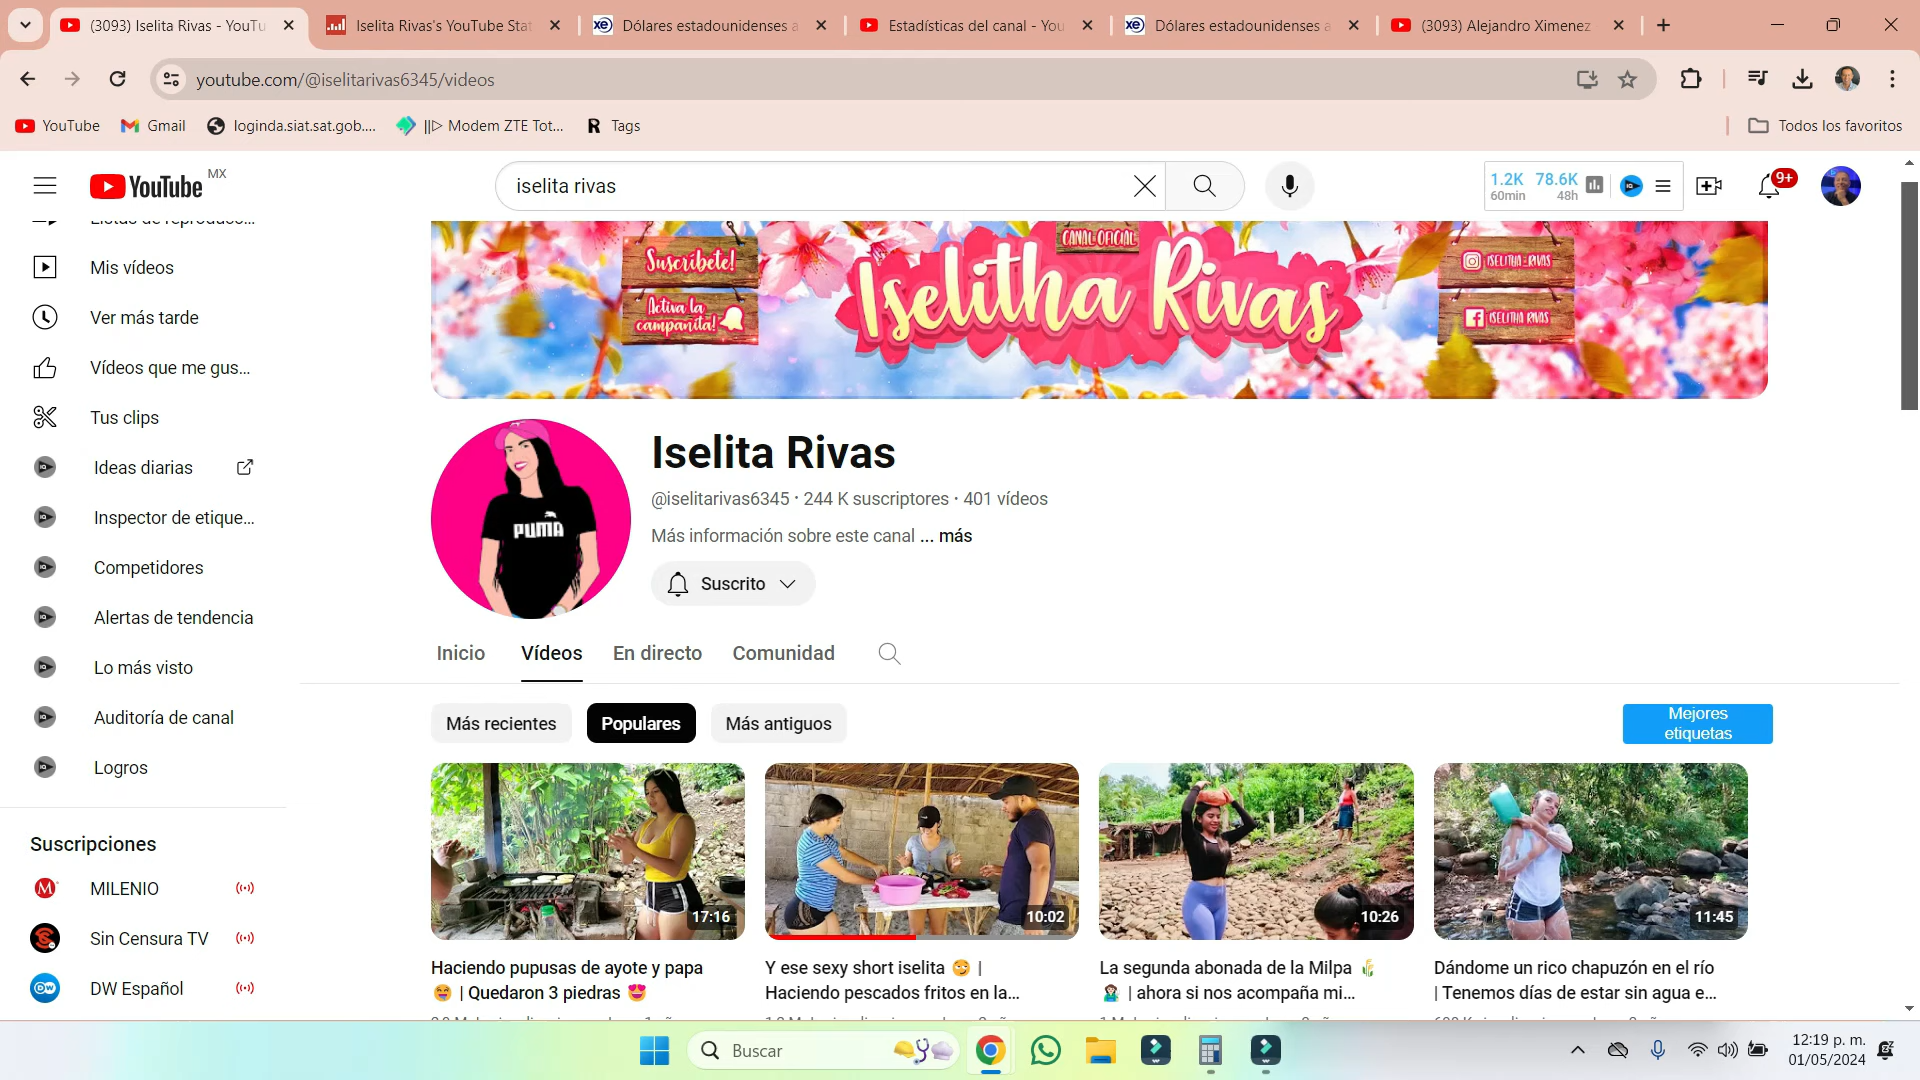 (3093) Iselita Rivas - YouTu
Iselita Rivas's YouTube Stat
Dólares estadounidenses a
Estadísticas del canal - You
Dólares estadounidenses a
(3093) Alejandro Ximenez
youtube.com/@iselitarivas6345/videos
YouTube
Gmail
loginda.siat.sat.gob....
||▷ Modem ZTE Tot...
R Tags
Todos los favoritos
YouTube MX
iselita rivas
1.2K 78.6K
60min 48h
9+
Listas de reproducc...
Mis vídeos
Ver más tarde
Vídeos que me gus...
Tus clips
Ideas diarias
Inspector de etique...
Competidores
Alertas de tendencia
Lo más visto
Auditoría de canal
Logros
Suscripciones
MILENIO
Sin Censura TV
DW Español
Suscríbete!
Activa la
campanita!
CANAL OFICIAL
Iselitha Rivas
ISELITHA_RIVAS
ISELITHA RIVAS
PUMA
Iselita Rivas
@iselitarivas6345 · 244 K suscriptores · 401 vídeos
Más información sobre este canal ... más
Suscrito
Inicio Vídeos En directo Comunidad
Más recientes Populares Más antiguos
Mejores
etiquetas
17:16
10:02
10:26
11:45
Haciendo pupusas de ayote y papa
😄 | Quedaron 3 piedras 😍
Y ese sexy short iselita 😏 |
Haciendo pescados fritos en la...
La segunda abonada de la Milpa 🌾
🤷🏻‍♀️ | ahora si nos acompaña mi...
Dándome un rico chapuzón en el río
| Tenemos días de estar sin agua e...
Buscar
12:19 p. m.
01/05/2024